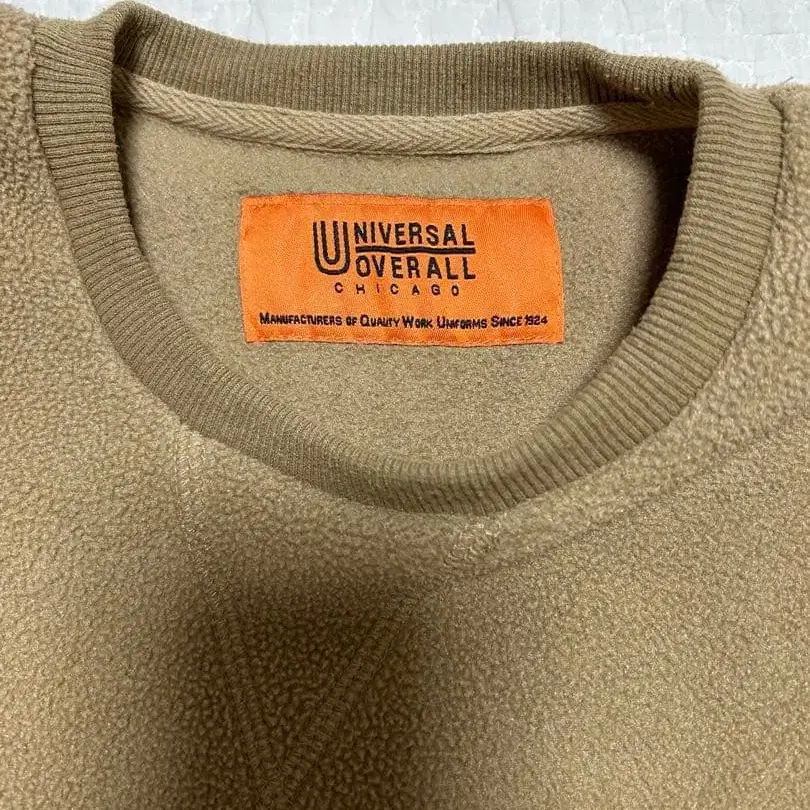 UNIVERSAL
OVERALL
CHICAGO
MANUFACTURERS OF QUALITY WORK UNIFORMS SINCE 1924